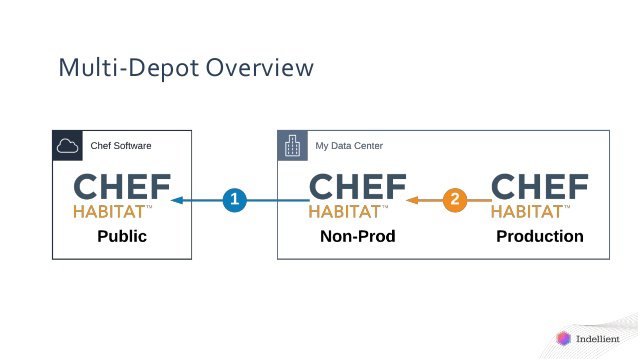 Multi-Depot Overview
Chef Software
My Data Center
CHEF
HABITAT™
Public
1
CHEF
HABITAT™
Non-Prod
2
CHEF
HABITAT™
Production
Indellient